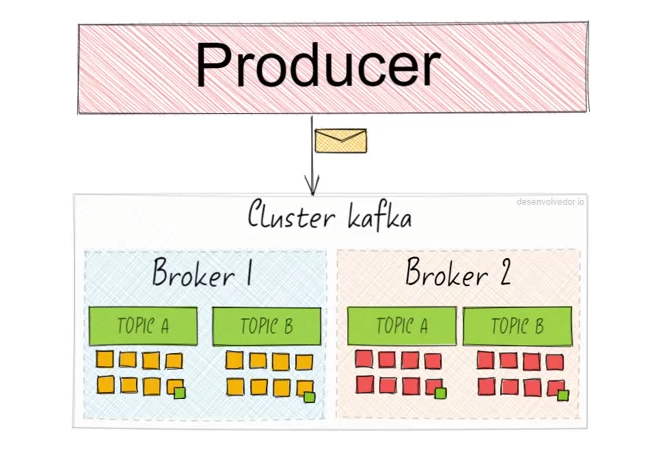 Producer
desenvolvedor.io
Cluster kafka
Broker 1
Broker 2
TOPIC A
TOPIC B
TOPIC A
TOPIC B